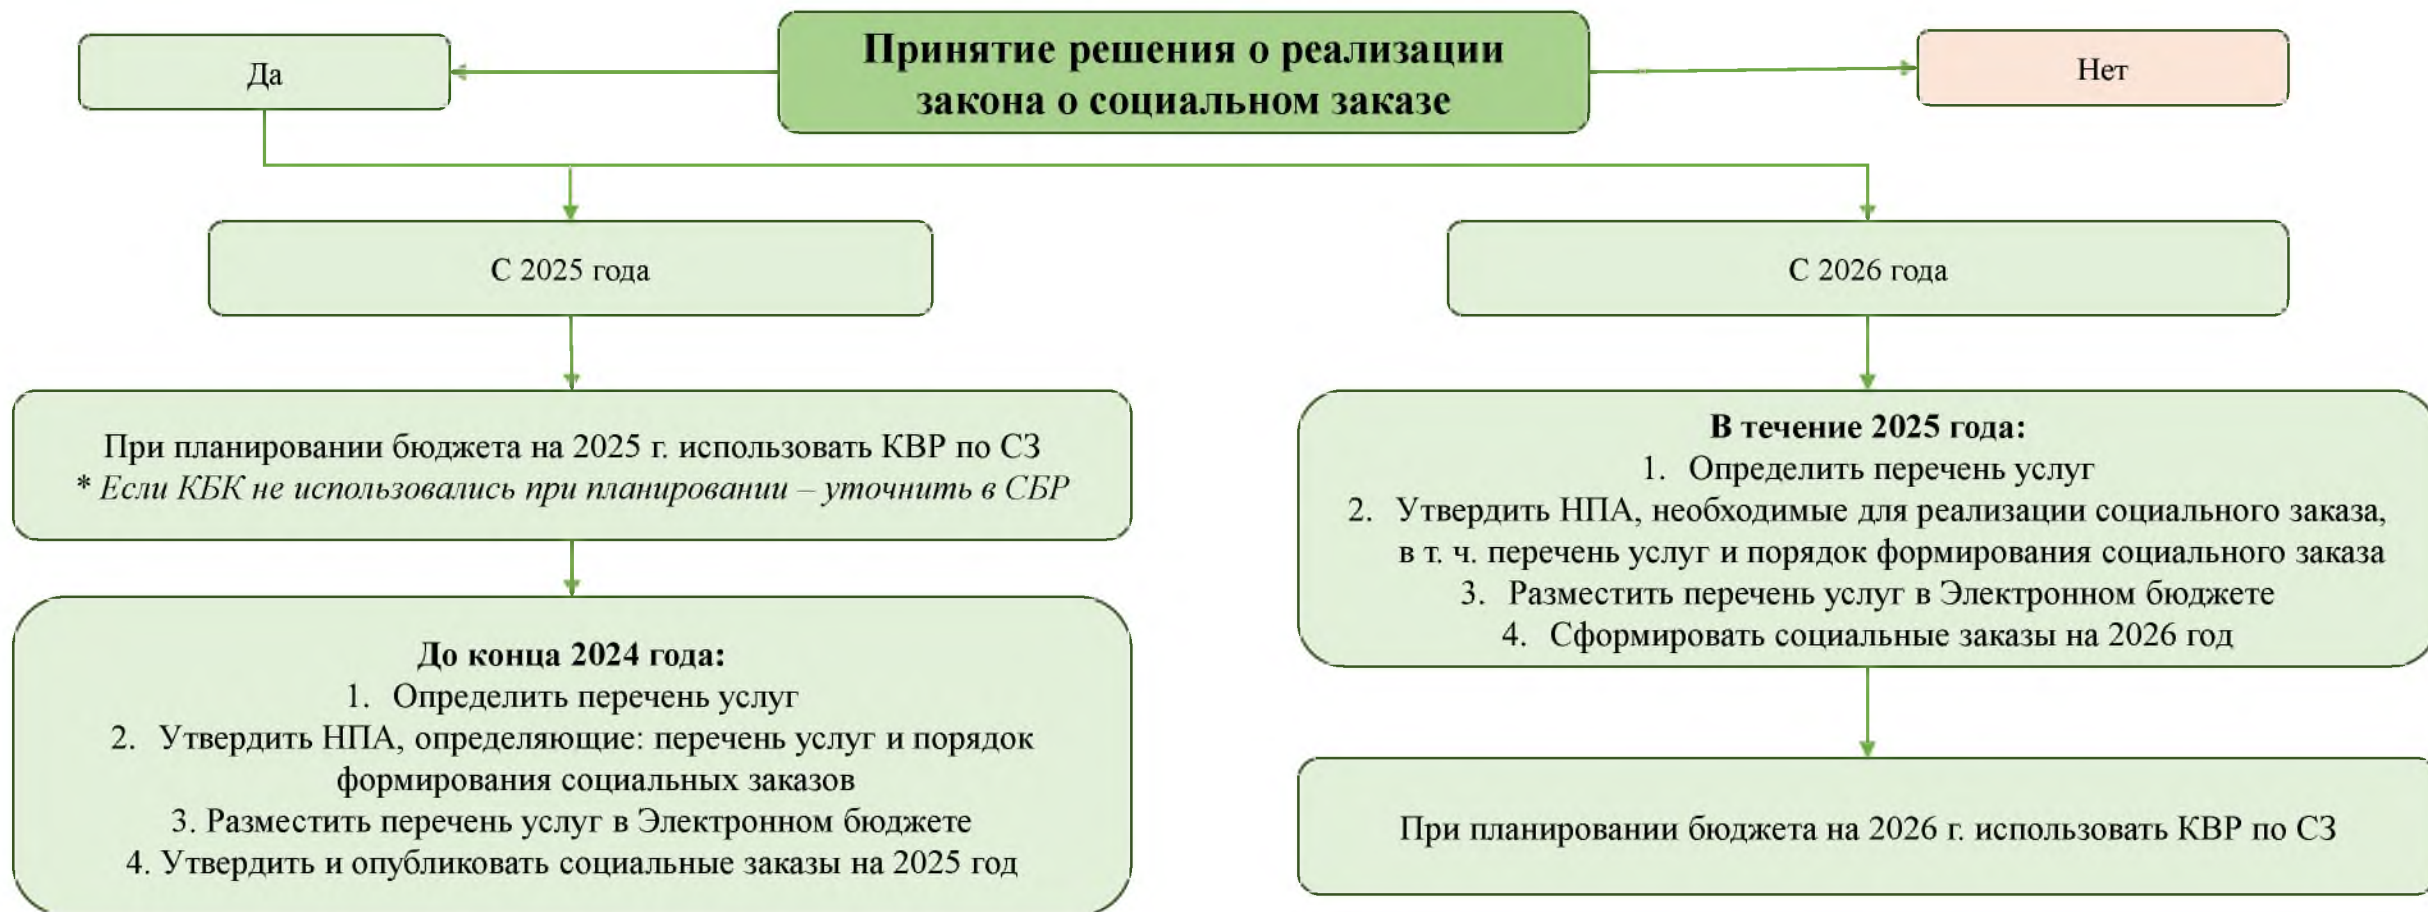 Принятие решения о реализации
закона о социальном заказе
Да
Нет
С 2025 года
С 2026 года
При планировании бюджета на 2025 г. использовать КВР по СЗ
* Если КБК не использовались при планировании – уточнить в СБР
До конца 2024 года:
1. Определить перечень услуг
2. Утвердить НПА, определяющие: перечень услуг и порядок
формирования социальных заказов
3. Разместить перечень услуг в Электронном бюджете
4. Утвердить и опубликовать социальные заказы на 2025 год
В течение 2025 года:
1. Определить перечень услуг
2. Утвердить НПА, необходимые для реализации социального заказа,
в т. ч. перечень услуг и порядок формирования социального заказа
3. Разместить перечень услуг в Электронном бюджете
4. Сформировать социальные заказы на 2026 год
При планировании бюджета на 2026 г. использовать КВР по СЗ